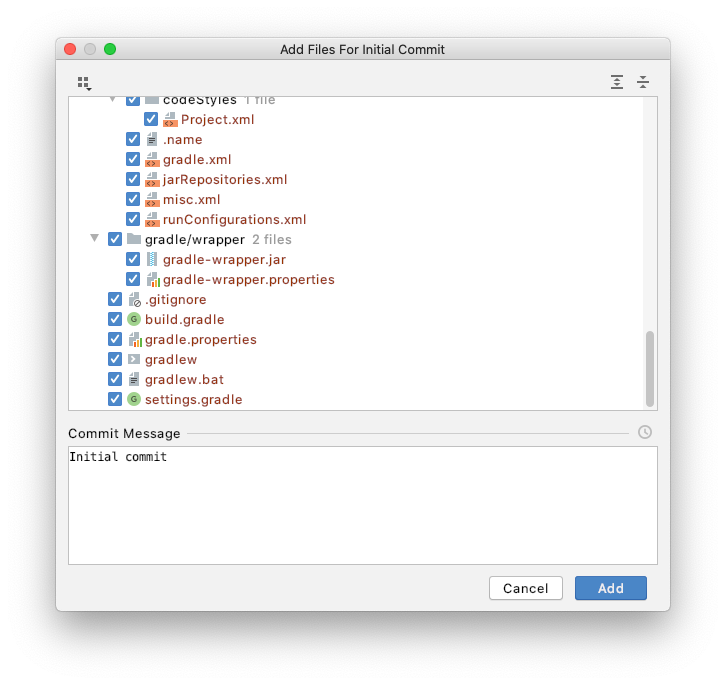 Add Files For Initial Commit
codeStyles 1 file
Project.xml
.name
gradle.xml
jarRepositories.xml
misc.xml
runConfigurations.xml
gradle/wrapper 2 files
gradle-wrapper.jar
gradle-wrapper.properties
.gitignore
G build.gradle
gradle.properties
gradlew
gradlew.bat
G settings.gradle
Commit Message
Initial commit
Cancel Add